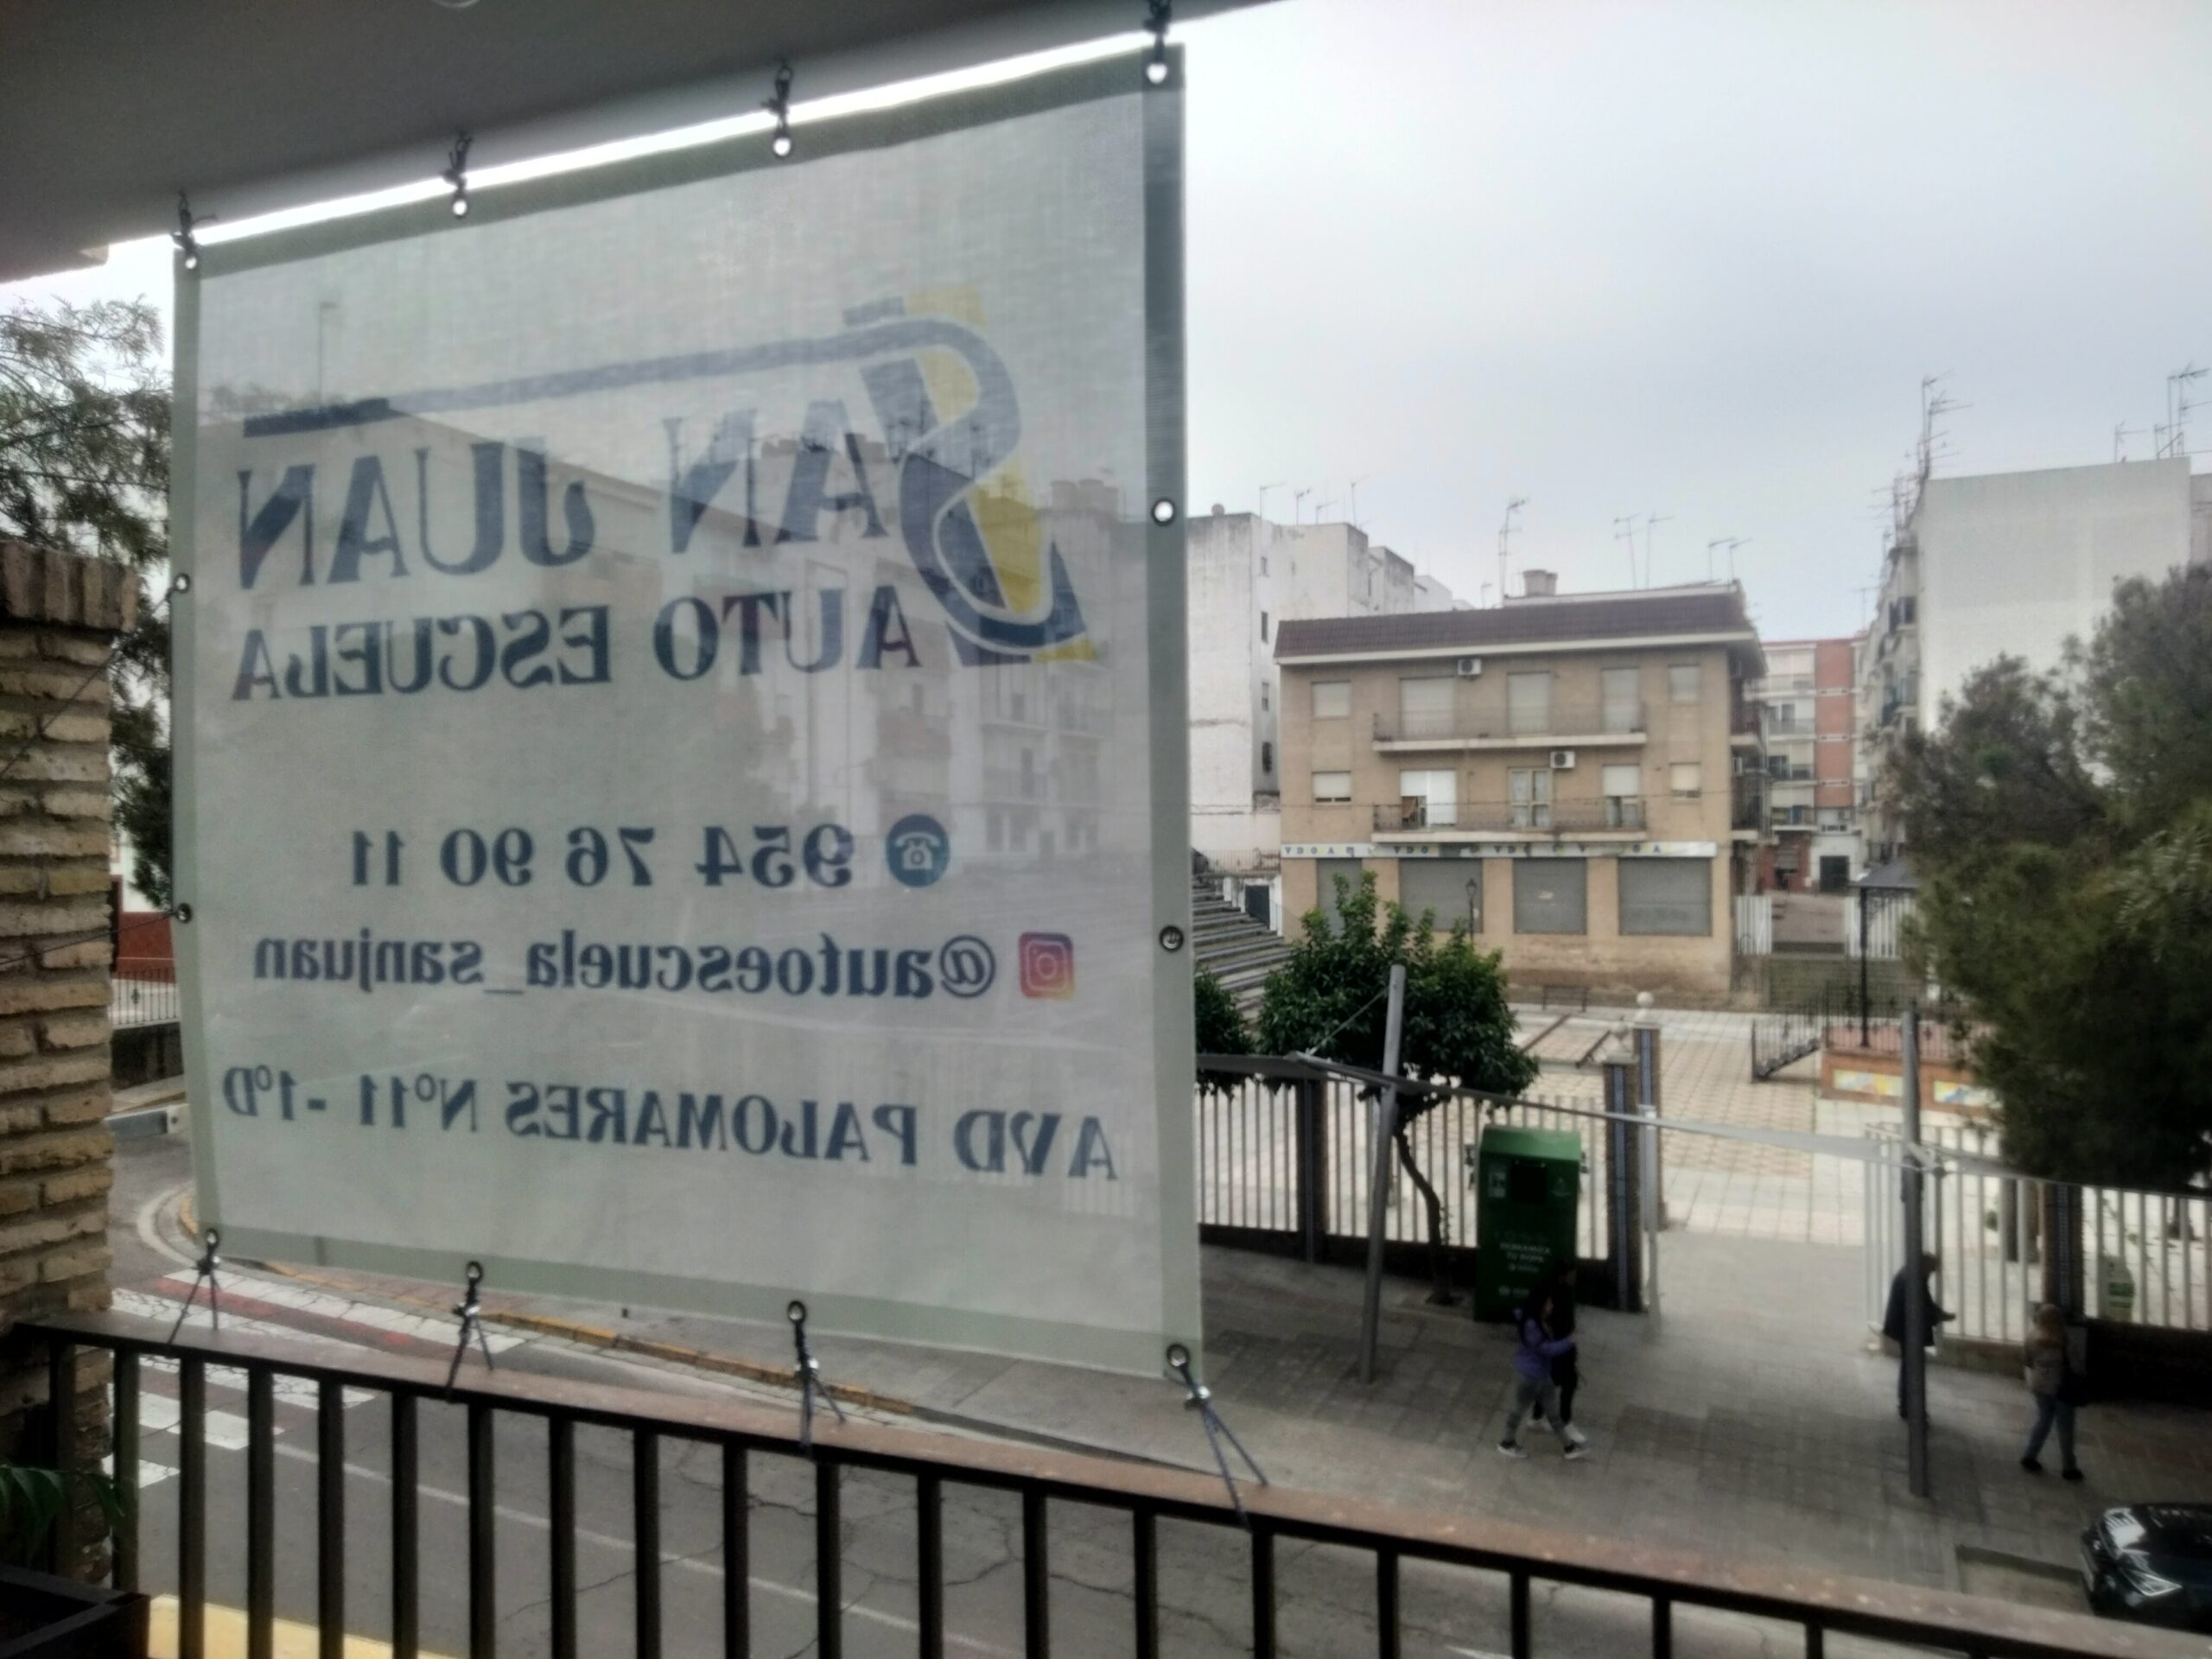 SAN JUAN
AUTO ESCUELA
954 76 90 11
@autoescuela_sanjuan
AVD PALOMARES Nº11 - 1ºD